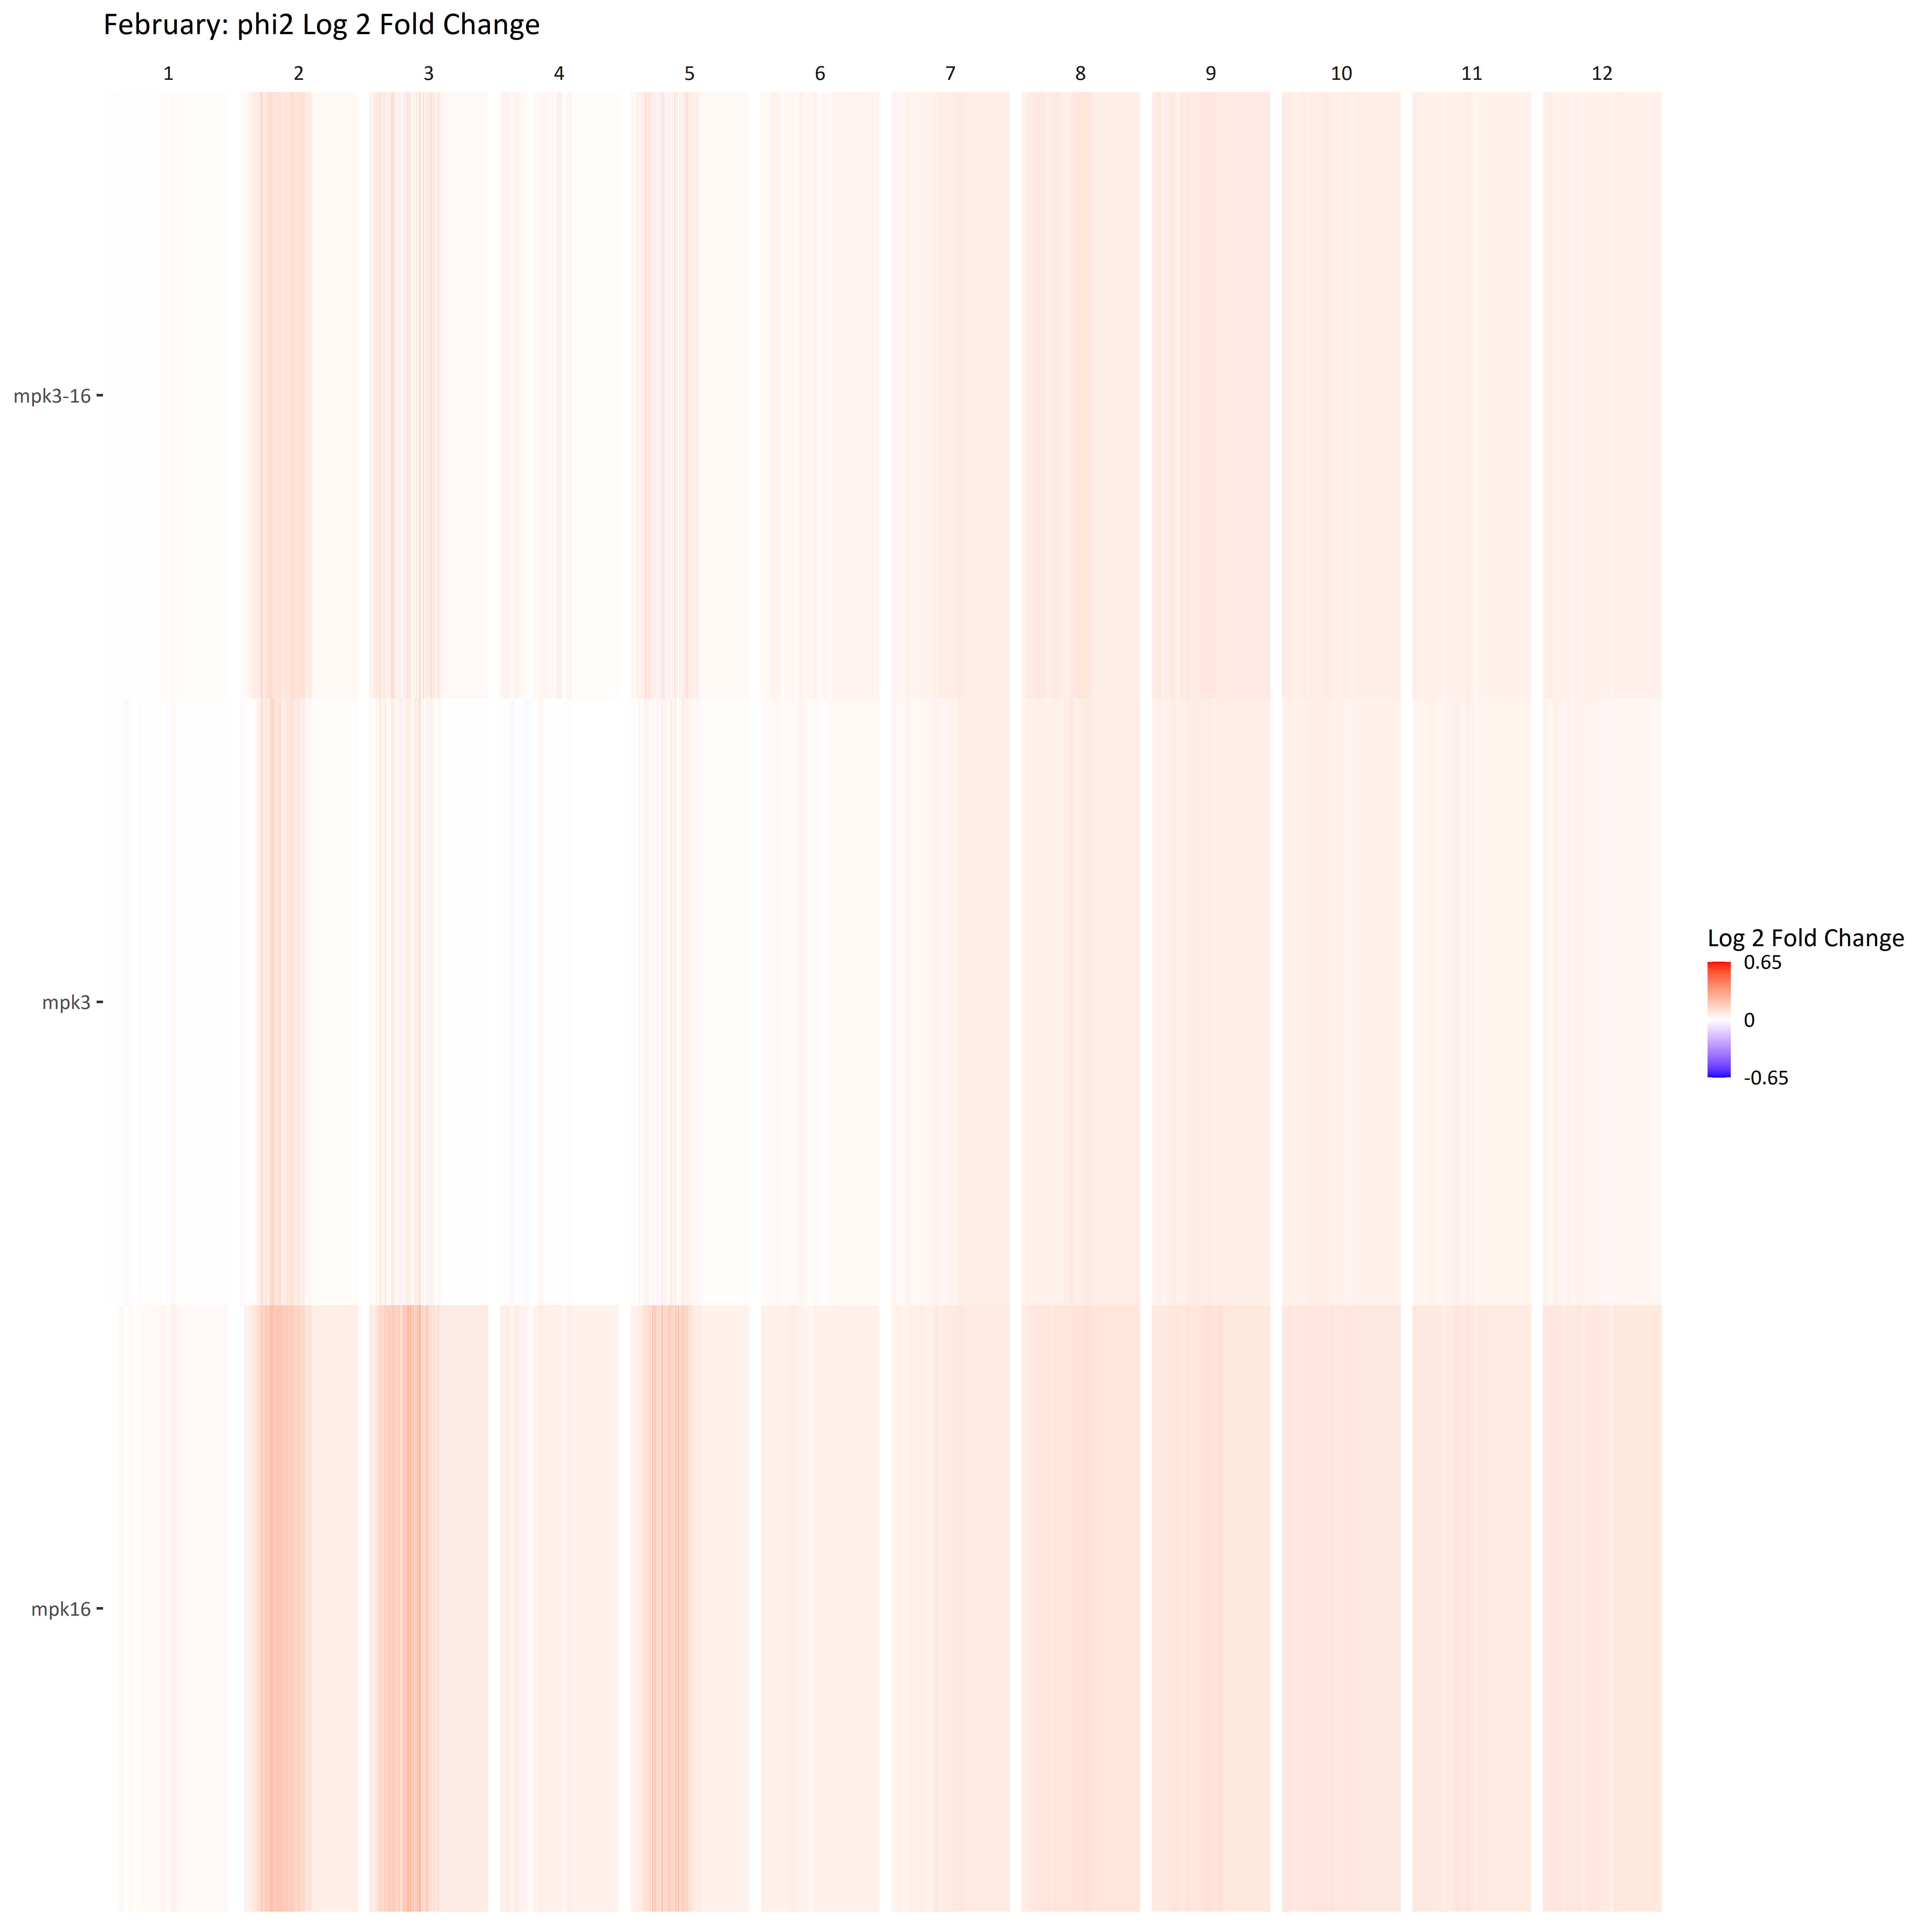 February: phi2 Log 2 Fold Change
1 2 3 4 5 6 7 8 9 10 11 12
mpk3-16
mpk3
mpk16
Log 2 Fold Change
0.65
0
-0.65